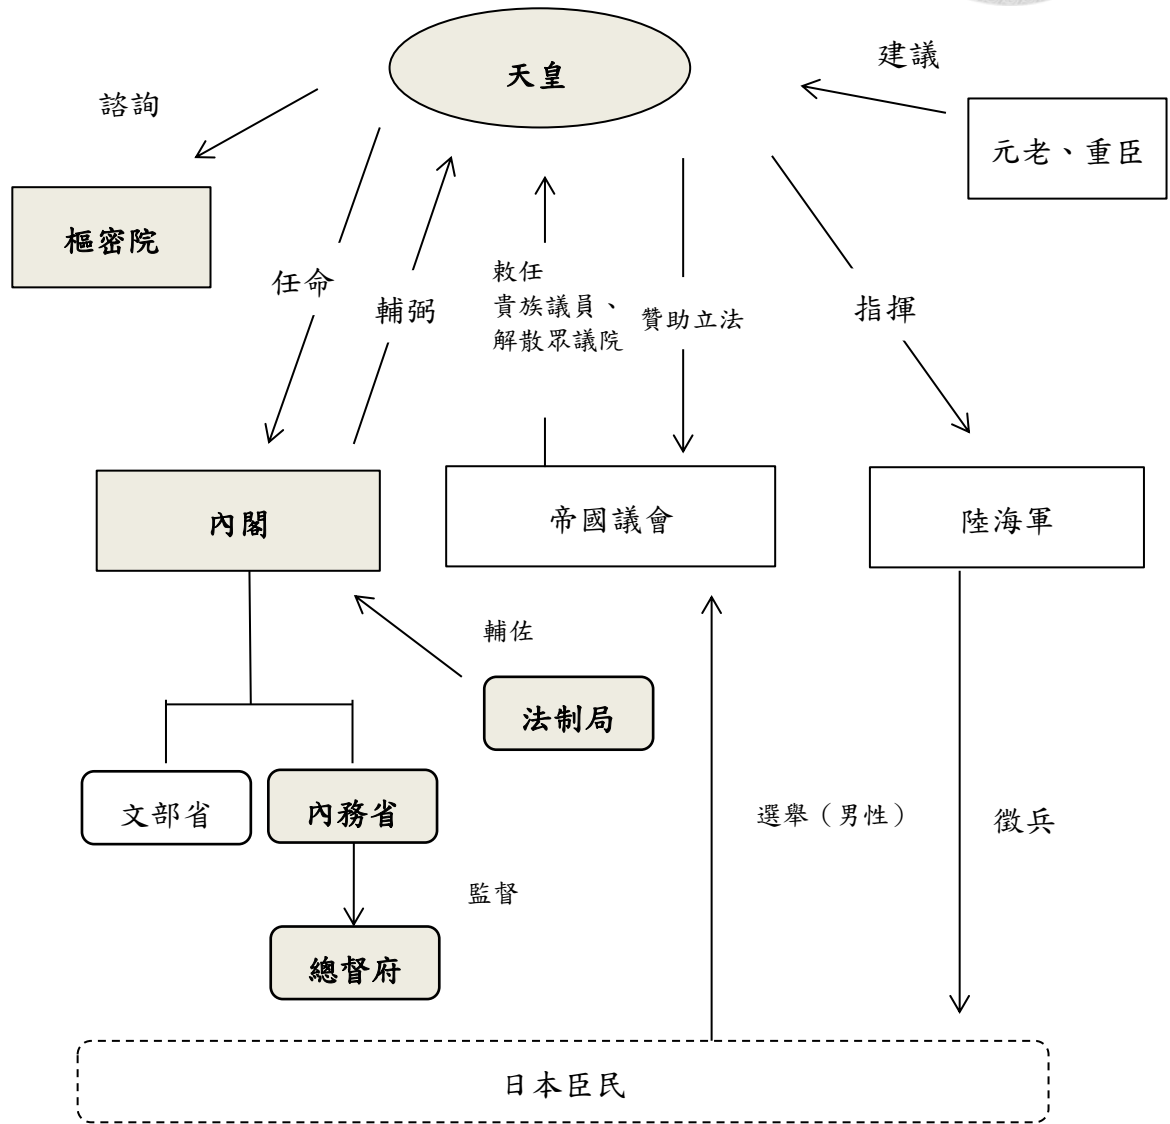 天皇
建議
諮詢
元老、重臣
樞密院
任命
輔弼
敕任
貴族議員、
解散眾議院
贊助立法
指揮
內閣
帝國議會
陸海軍
輔佐
法制局
文部省
內務省
選舉（男性）
徵兵
監督
總督府
日本臣民